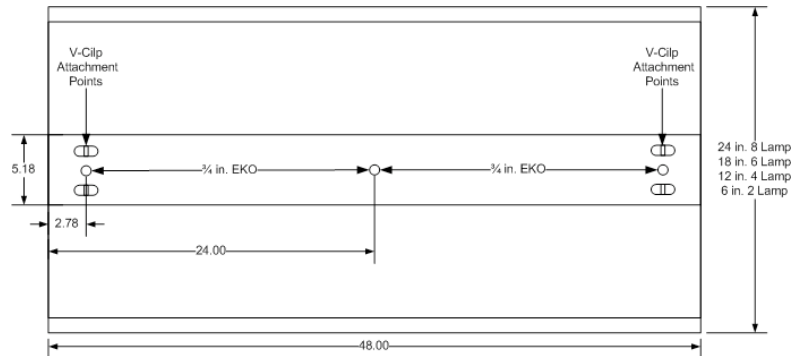 V-Cilp
Attachment
Points
V-Cilp
Attachment
Points
5.18
¾ in. EKO
¾ in. EKO
24 in. 8 Lamp
18 in. 6 Lamp
12 in. 4 Lamp
6 in. 2 Lamp
2.78
24.00
48.00